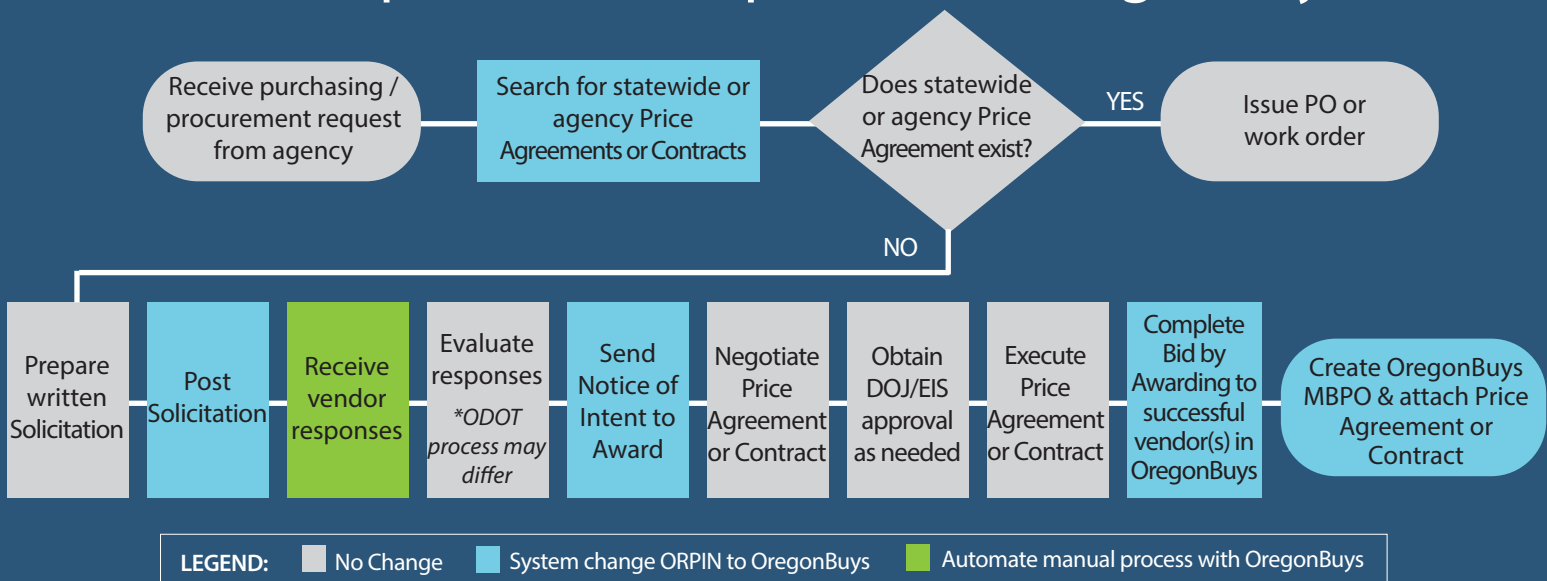 Receive purchasing /
procurement request
from agency
Search for statewide or
agency Price
Agreements or Contracts
Does statewide
or agency Price
Agreement exist?
YES
Issue PO or
work order
NO
Prepare
written
Solicitation
Post
Solicitation
Receive
vendor
responses
Evaluate
responses
*ODOT
process may
differ
Send
Notice of
Intent to
Award
Negotiate
Price
Agreement
or Contract
Obtain
DOJ/EIS
approval
as needed
Execute
Price
Agreement
or Contract
Complete
Bid by
Awarding to
successful
vendor(s) in
OregonBuys
Create OregonBuys
MBPO & attach Price
Agreement or
Contract
LEGEND: No Change System change ORPIN to OregonBuys Automate manual process with OregonBuys